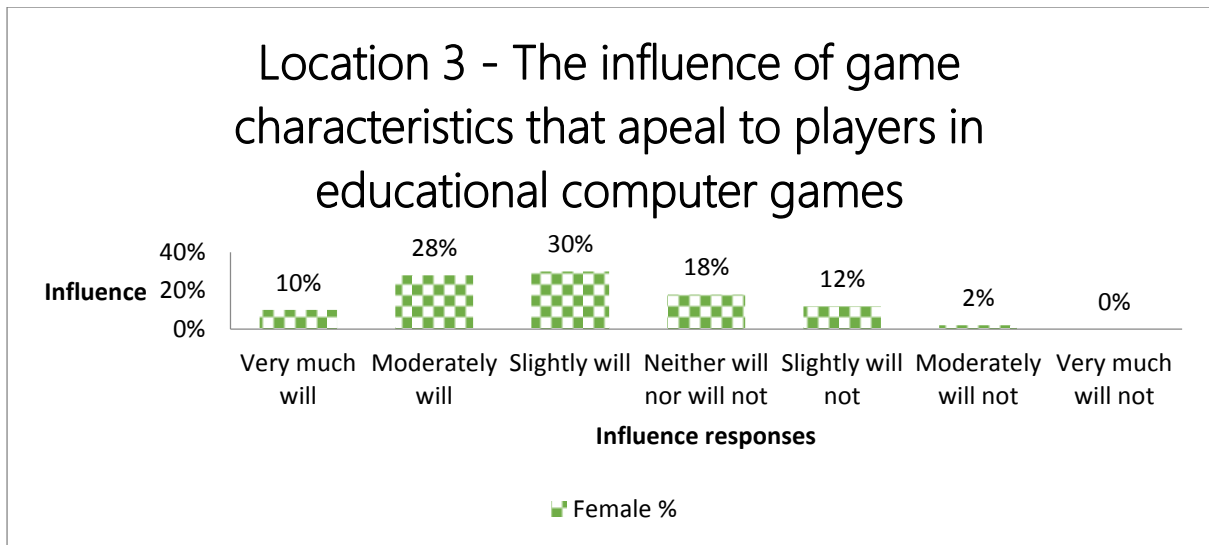 Location 3 - The influence of game
characteristics that apeal to players in
educational computer games
40%
20%
0%
Influence
10%
28%
30%
18%
12%
2%
0%
Very much
will
Moderately
will
Slightly will
Neither will
nor will not
Slightly will
not
Moderately
will not
Very much
will not
Influence responses
Female %